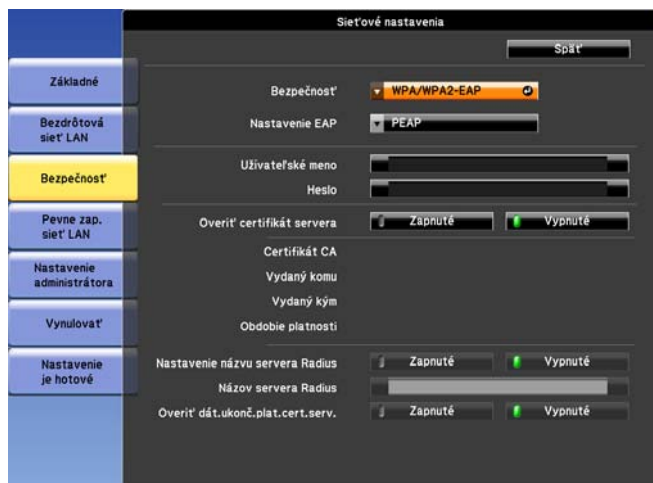 Sieťové nastavenia
Späť
Základné
Bezdrôtová
sieť LAN
Bezpečnosť
Pevne zap.
sieť LAN
Nastavenie
administrátora
Vynulovať
Nastavenie
je hotové
Bezpečnosť WPA/WPA2-EAP
Nastavenie EAP PEAP
Užívateľské meno
Heslo
Overiť certifikát servera Zapnuté Vypnuté
Certifikát CA
Vydaný komu
Vydaný kým
Obdobie platnosti
Nastavenie názvu servera Radius Zapnuté Vypnuté
Názov servera Radius
Overiť dát.ukonč.plat.cert.serv. Zapnuté Vypnuté